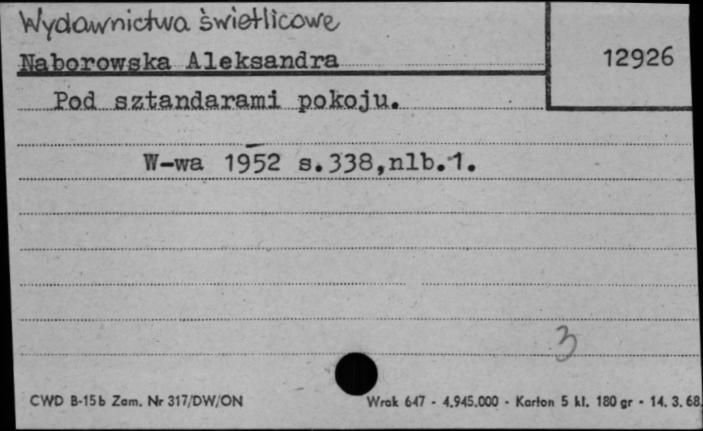 Wydawnictwa świetlicowe
Naborowska Aleksandra
12926
Pod sztandarami pokoju.
W-wa 1952 s.338,nlb.1.
3
CWD B-15b Zam. Nr 317/DW/ON
Wrak 647 - 4.945.000 - Karton 5 kl. 180 gr - 14. 3. 68.